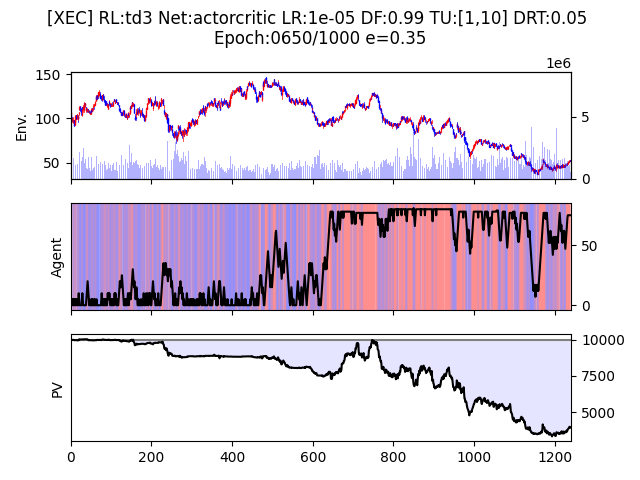 [XEC] RL:td3 Net:actorcritic LR:1e-05 DF:0.99 TU:[1,10] DRT:0.05
Epoch:0650/1000 e=0.35
1e6
150
100
50
Env.
5
0
Agent
50
0
PV
10000
7500
5000
0 200 400 600 800 1000 1200